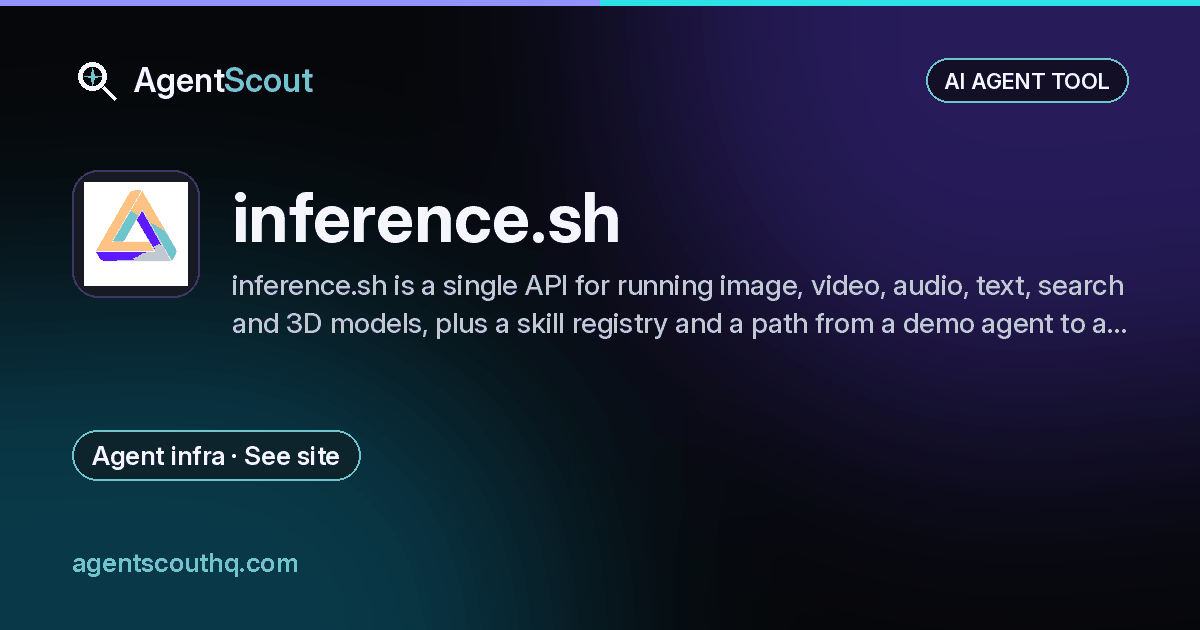 AgentScout
AI AGENT TOOL
inference.sh
inference.sh is a single API for running image, video, audio, text, search
and 3D models, plus a skill registry and a path from a demo agent to a...
Agent infra · See site
agentscouthq.com